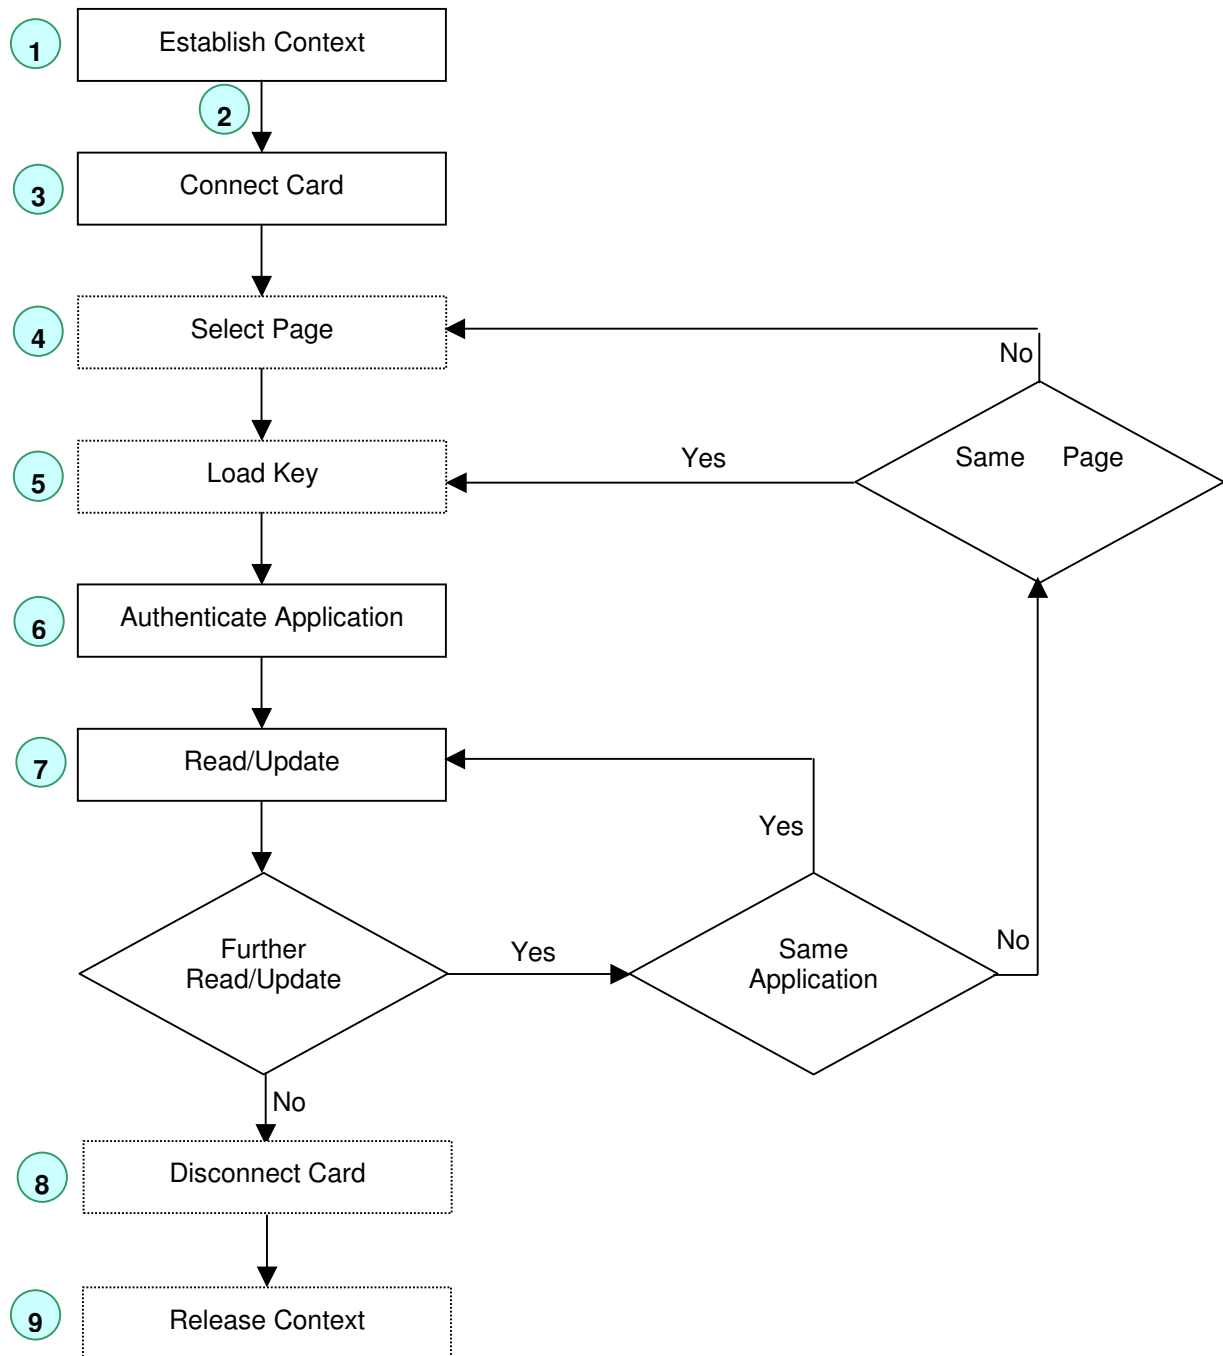 1
Establish Context
2
3
Connect Card
4
Select Page
No
5
Load Key
Yes
Same Page
6
Authenticate Application
7
Read/Update
Yes
Further
Read/Update
Yes
Same
Application
No
No
8
Disconnect Card
9
Release Context